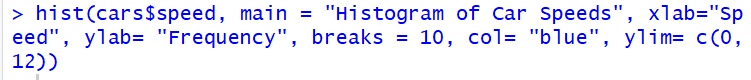 > hist(cars$speed, main = "Histogram of Car Speeds", xlab="Sp
eed", ylab= "Frequency", breaks = 10, col= "blue", ylim= c(0,
12))